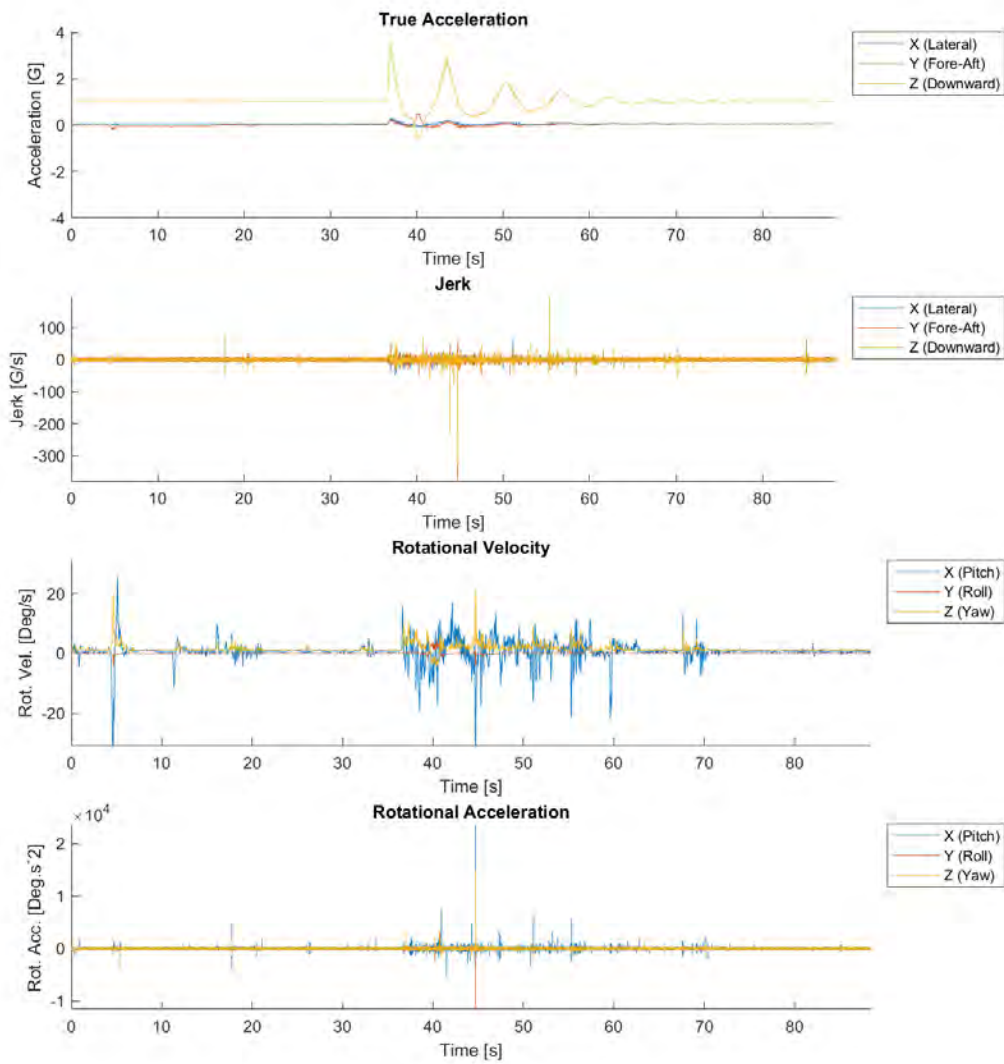 True Acceleration
Acceleration [G]
4
2
0
-2
-4
0 10 20 30 40 50 60 70 80
Time [s]
X (Lateral)
Y (Fore-Aft)
Z (Downward)
Jerk
Jerk [G/s]
100
0
-100
-200
-300
0 10 20 30 40 50 60 70 80
Time [s]
X (Lateral)
Y (Fore-Aft)
Z (Downward)
Rotational Velocity
Rot. Vel. [Deg/s]
20
0
-20
0 10 20 30 40 50 60 70 80
Time [s]
X (Pitch)
Y (Roll)
Z (Yaw)
Rotational Acceleration
×10^4
Rot. Acc. [Deg.s^2]
2
1
0
-1
0 10 20 30 40 50 60 70 80
Time [s]
X (Pitch)
Y (Roll)
Z (Yaw)